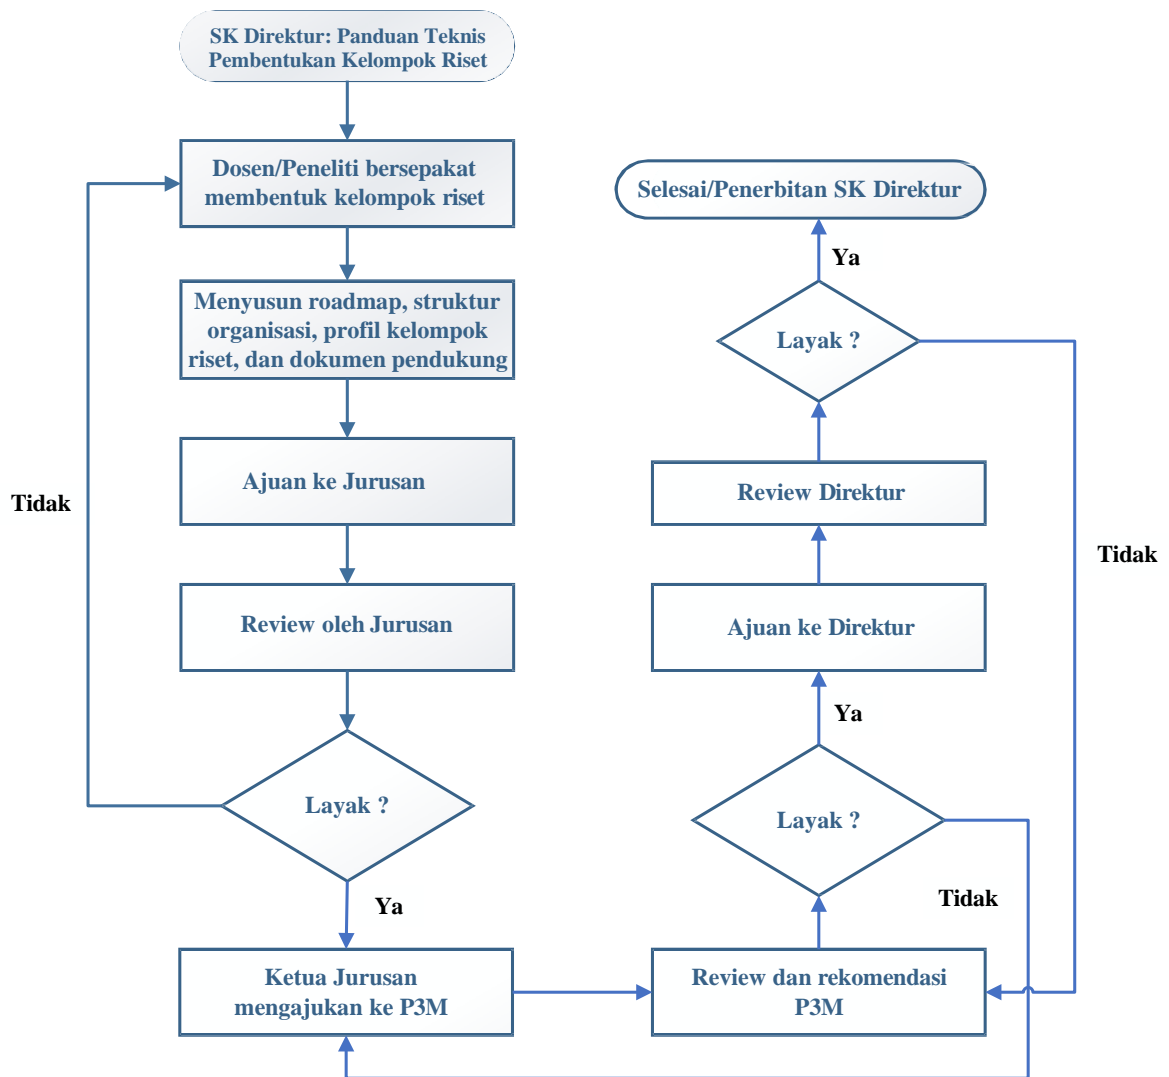 SK Direktur: Panduan Teknis
Pembentukan Kelompok Riset
Dosen/Peneliti bersepakat
membentuk kelompok riset
Menyusun roadmap, struktur
organisasi, profil kelompok
riset, dan dokumen pendukung
Ajuan ke Jurusan
Tidak
Review oleh Jurusan
Layak ?
Ya
Ketua Jurusan
mengajukan ke P3M
Selesai/Penerbitan SK Direktur
Ya
Layak ?
Review Direktur
Tidak
Ajuan ke Direktur
Ya
Layak ?
Tidak
Review dan rekomendasi
P3M